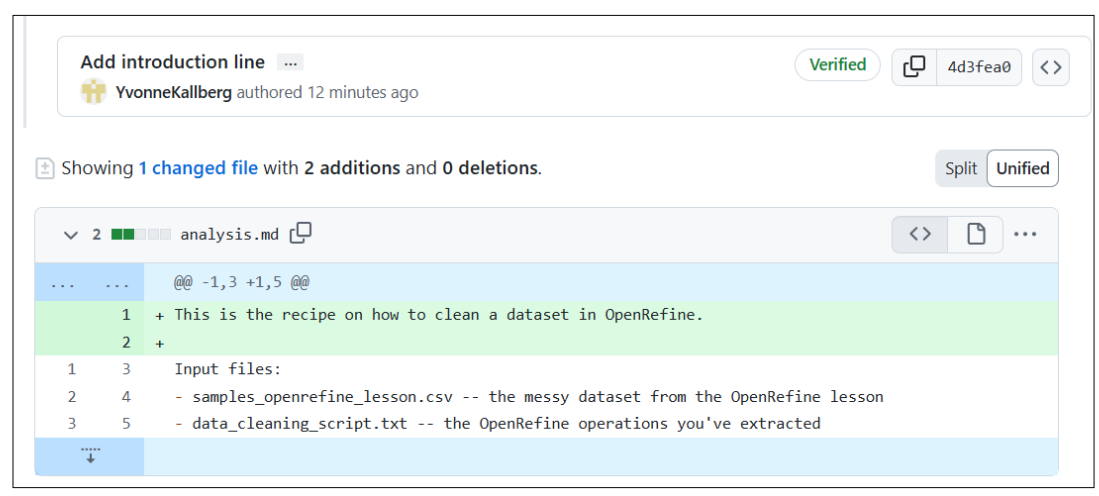 Add introduction line ...
Verified
4d3fea0
YvonneKallberg authored 12 minutes ago
Showing 1 changed file with 2 additions and 0 deletions.
Split Unified
2 analysis.md
... ... @@ -1,3 +1,5 @@
1 + This is the recipe on how to clean a dataset in OpenRefine.
2 +
1 3 Input files:
2 4 - samples_openrefine_lesson.csv -- the messy dataset from the OpenRefine lesson
3 5 - data_cleaning_script.txt -- the OpenRefine operations you've extracted